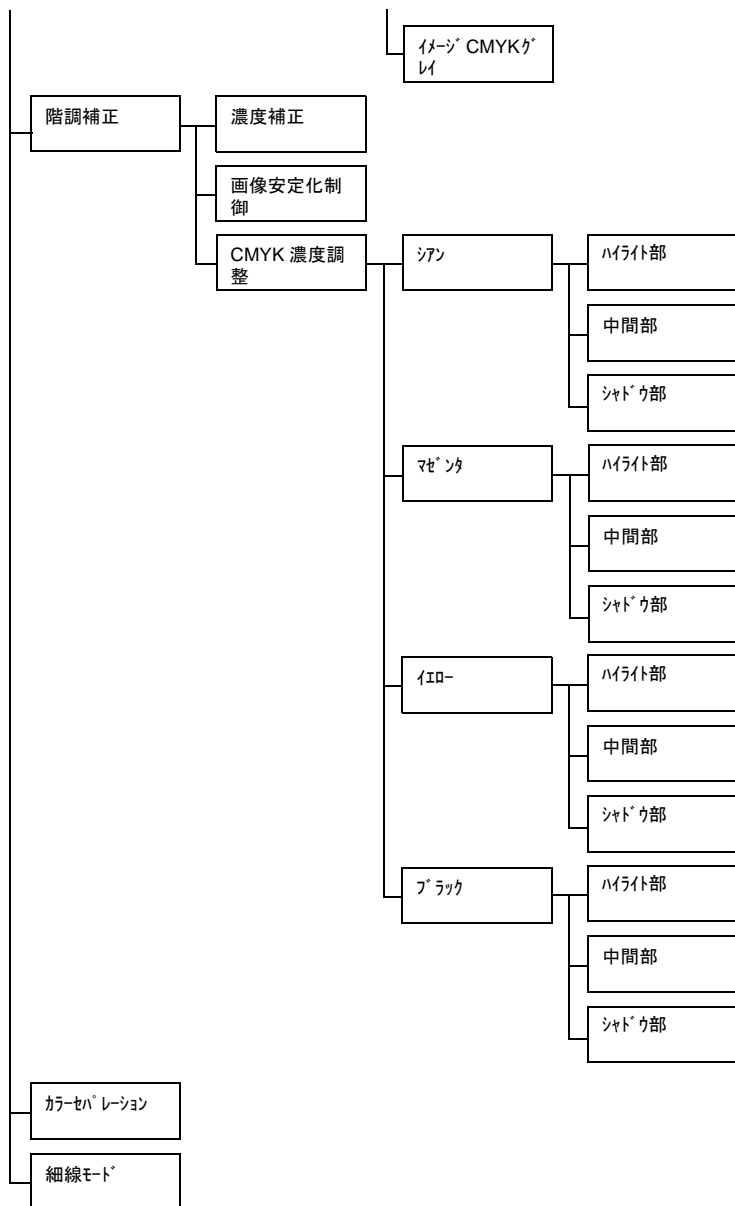 ｲﾒｰｼﾞ CMYKｸﾞ
ﾚｲ
階調補正
濃度補正
画像安定化制
御
CMYK 濃度調
整
ｼｱﾝ
ﾊｲﾗｲﾄ部
中間部
ｼｬﾄﾞｳ部
ﾏｾﾞﾝﾀ
ﾊｲﾗｲﾄ部
中間部
ｼｬﾄﾞｳ部
ｲｴﾛｰ
ﾊｲﾗｲﾄ部
中間部
ｼｬﾄﾞｳ部
ﾌﾞﾗｯｸ
ﾊｲﾗｲﾄ部
中間部
ｼｬﾄﾞｳ部
ｶﾗｰｾﾊﾟﾚｰｼｮﾝ
細線ﾓｰﾄﾞ